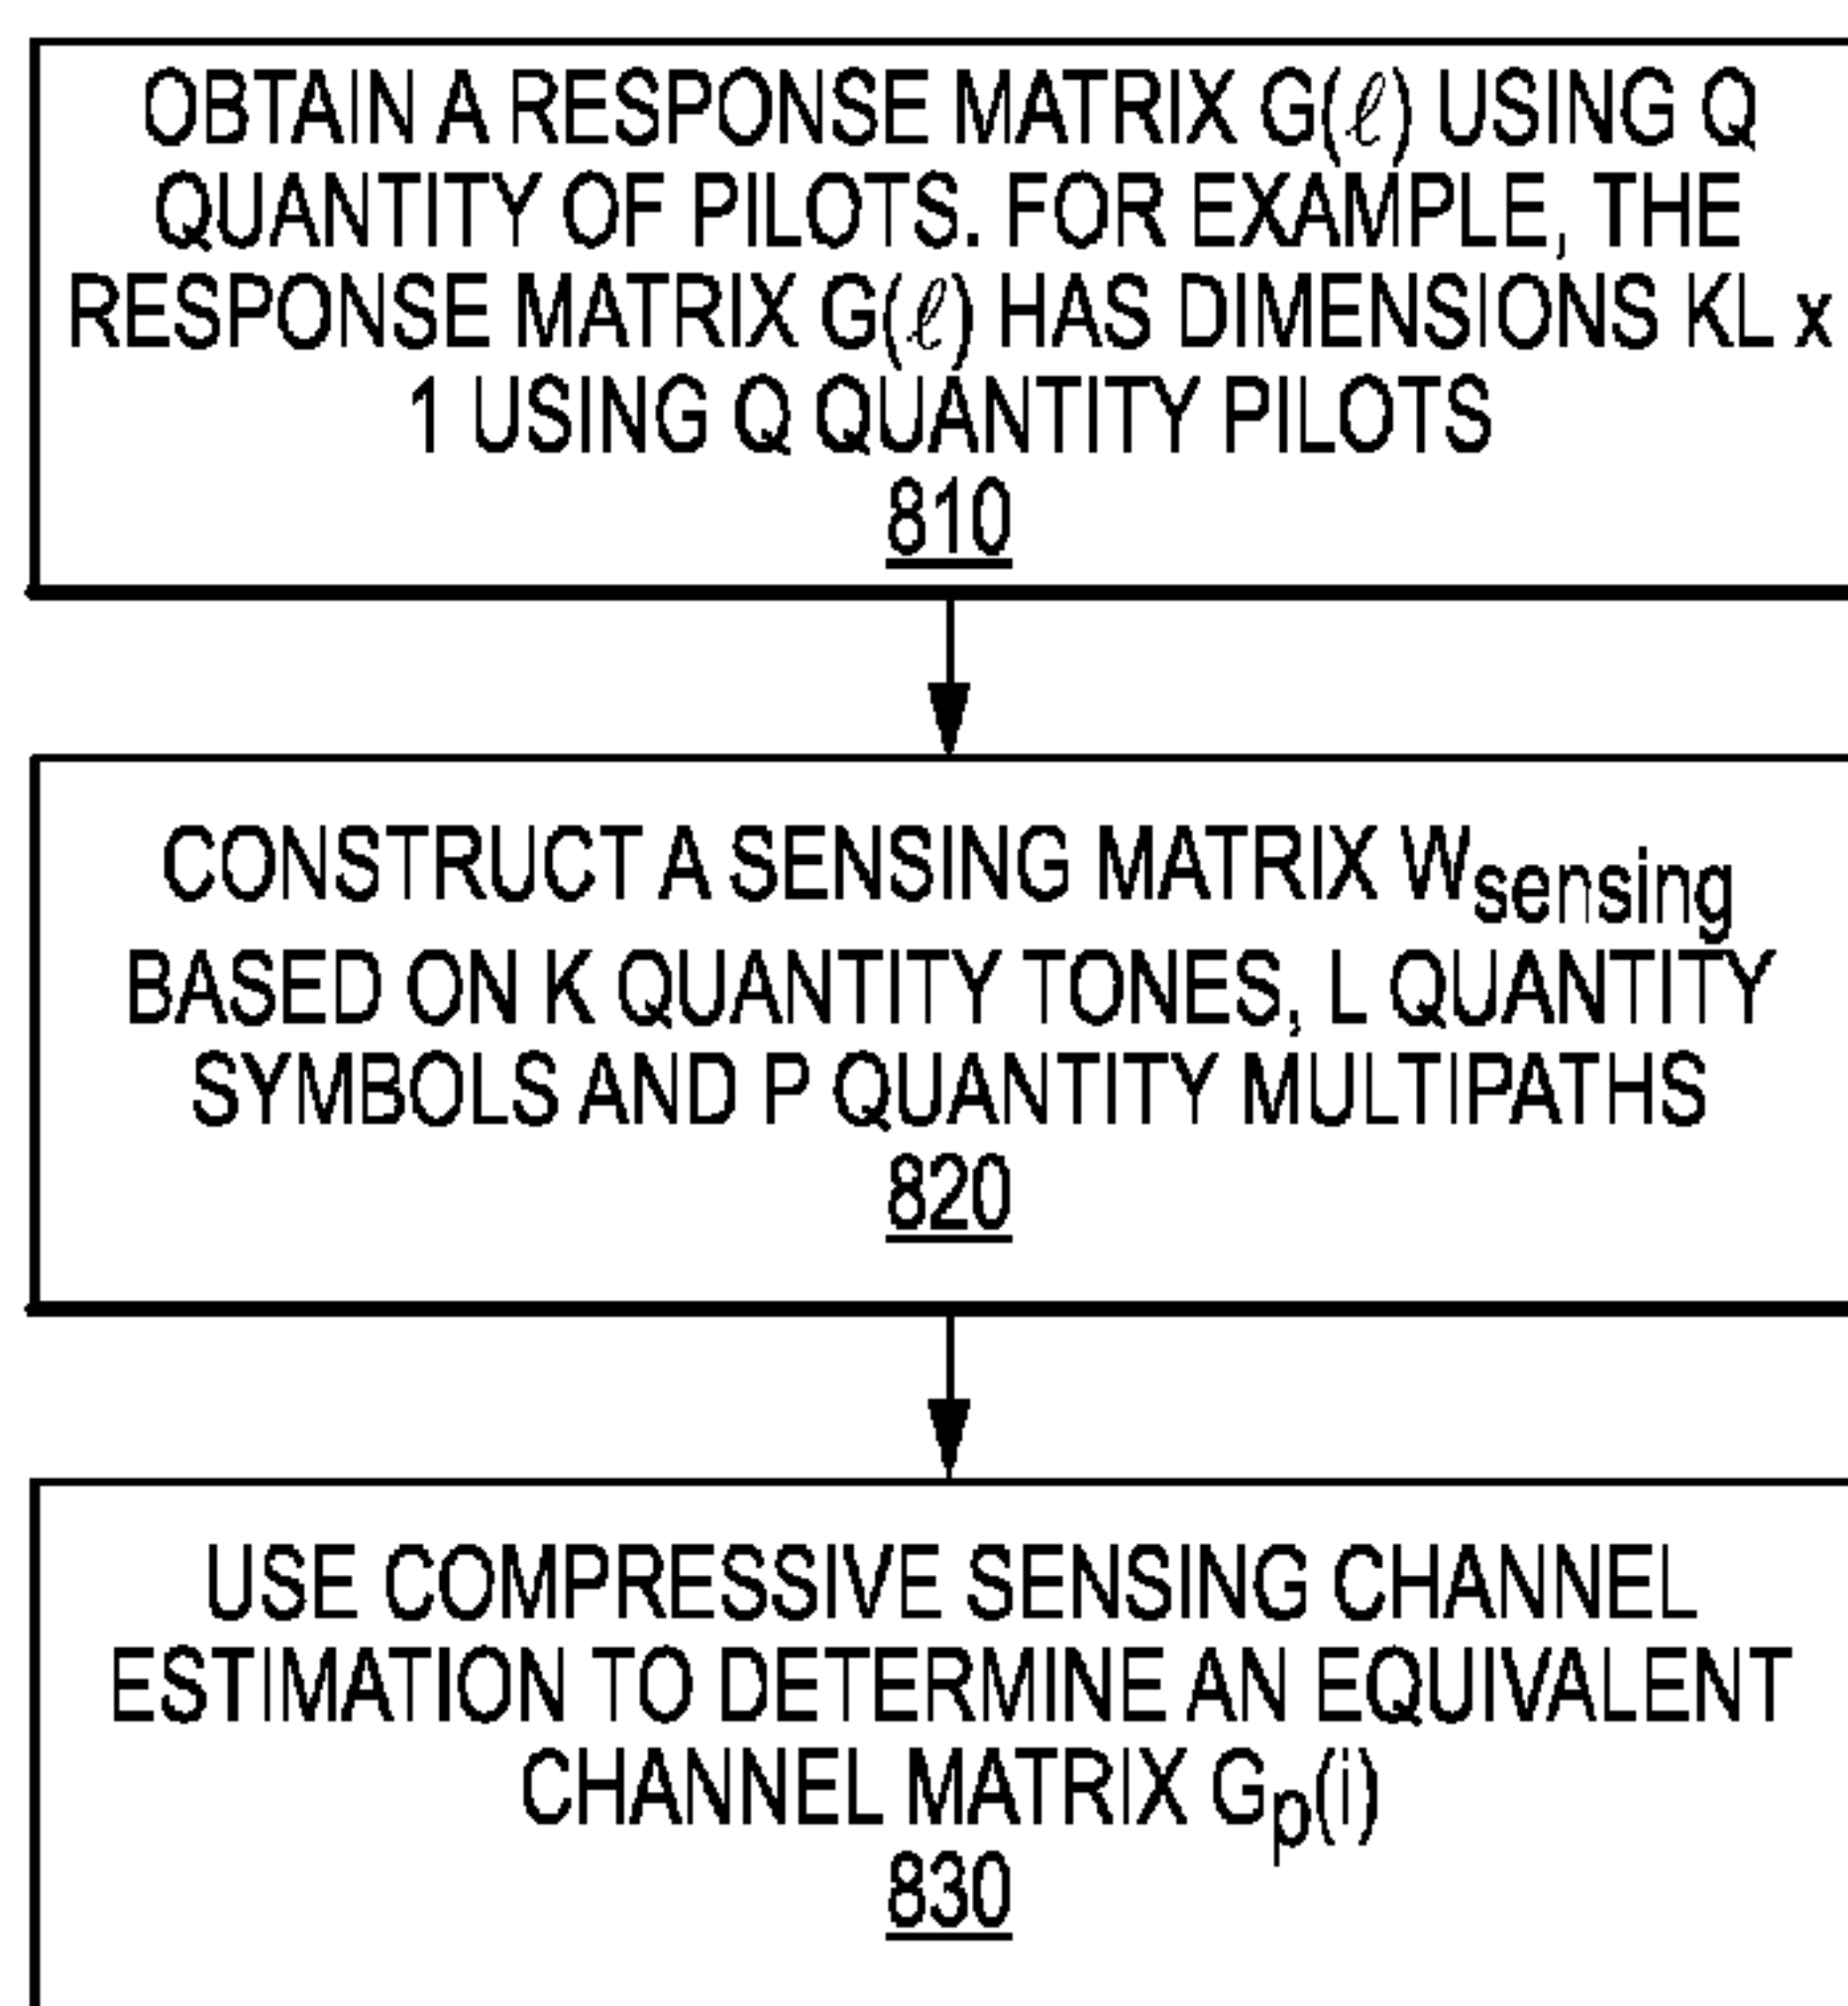 OBTAIN A RESPONSE MATRIX G(ℓ) USING Q
QUANTITY OF PILOTS. FOR EXAMPLE, THE
RESPONSE MATRIX G(ℓ) HAS DIMENSIONS KL x
1 USING Q QUANTITY PILOTS
810
CONSTRUCT A SENSING MATRIX Wsensing
BASED ON K QUANTITY TONES, L QUANTITY
SYMBOLS AND P QUANTITY MULTIPATHS
820
USE COMPRESSIVE SENSING CHANNEL
ESTIMATION TO DETERMINE AN EQUIVALENT
CHANNEL MATRIX Gp(i)
830